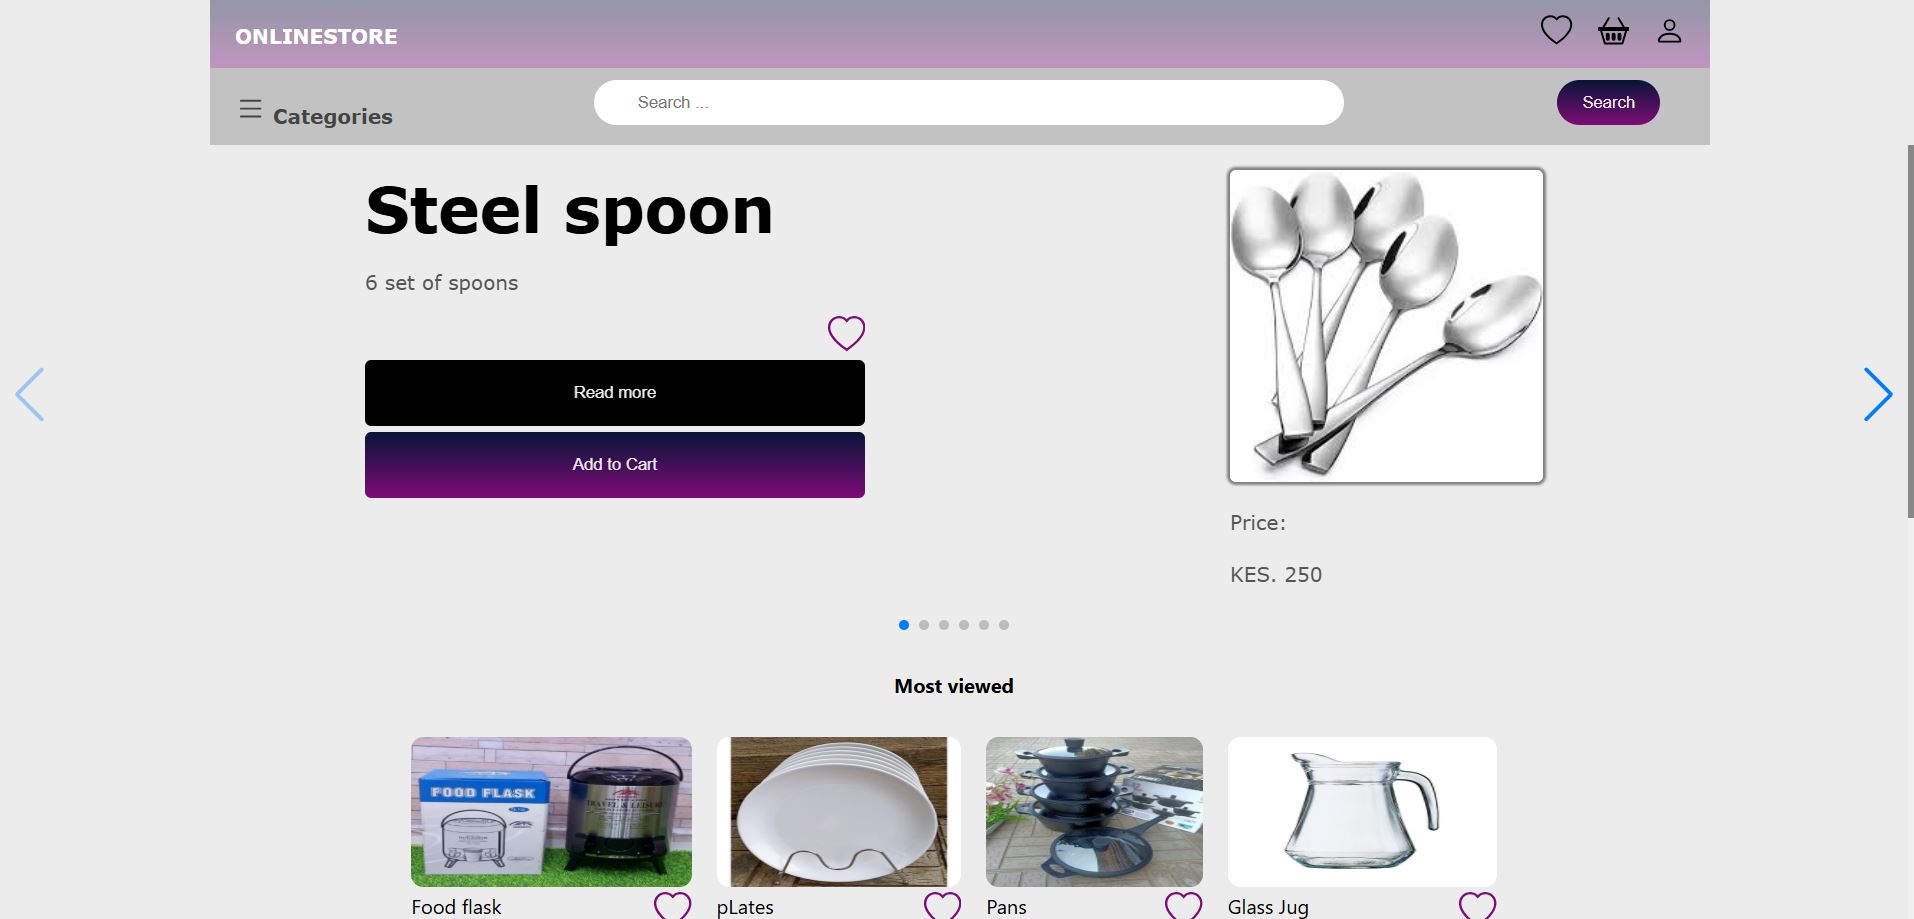 ONLINESTORE
Categories
Search ...
Search
Steel spoon
6 set of spoons
Read more
Add to Cart
Price:
KES. 250
Most viewed
FOOD FLASK
TRAVEL & LEISURE
Food flask
pLates
Pans
Glass Jug